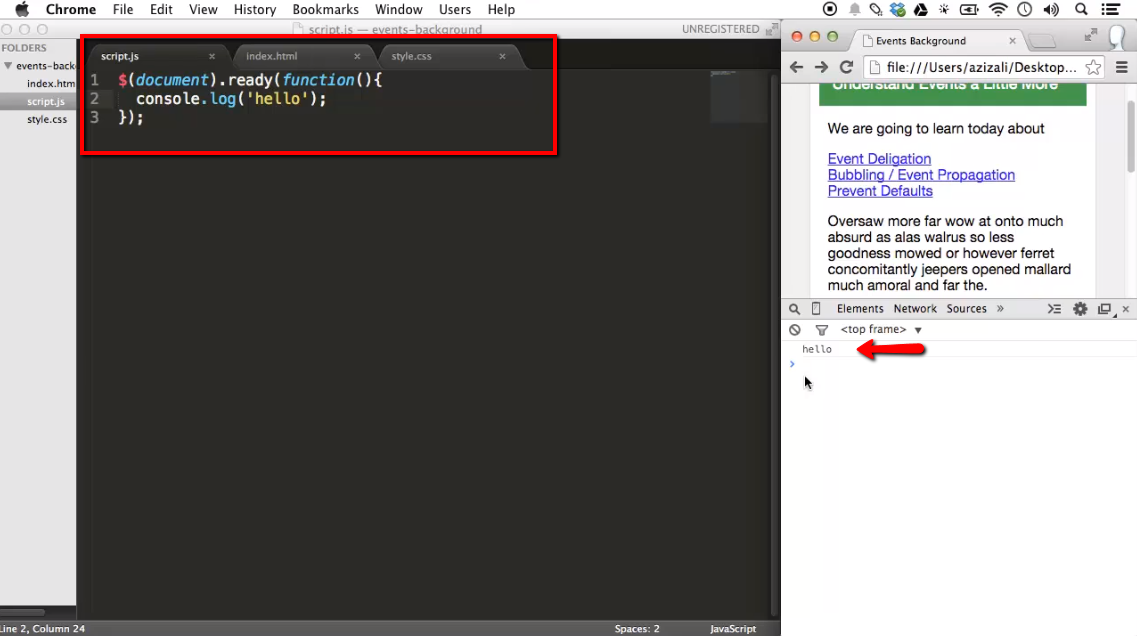 Chrome File Edit View History Bookmarks Window Users Help
script.js — events-background UNREGISTERED
FOLDERS
events-back
index.htm
script.js
style.css
script.js × index.html × style.css ×
1 $(document).ready(function(){
2 console.log('hello');
3 });
Line 2, Column 24 Spaces: 2 JavaScript
Events Background ×
file:///Users/azizali/Desktop...
Understand Events a Little More
We are going to learn today about
Event Deligation
Bubbling / Event Propagation
Prevent Defaults
Oversaw more far wow at onto much
absurd as alas walrus so less
goodness mowed or however ferret
concomitantly jeepers opened mallard
much amoral and far the.
Elements Network Sources »
<top frame> ▼
hello